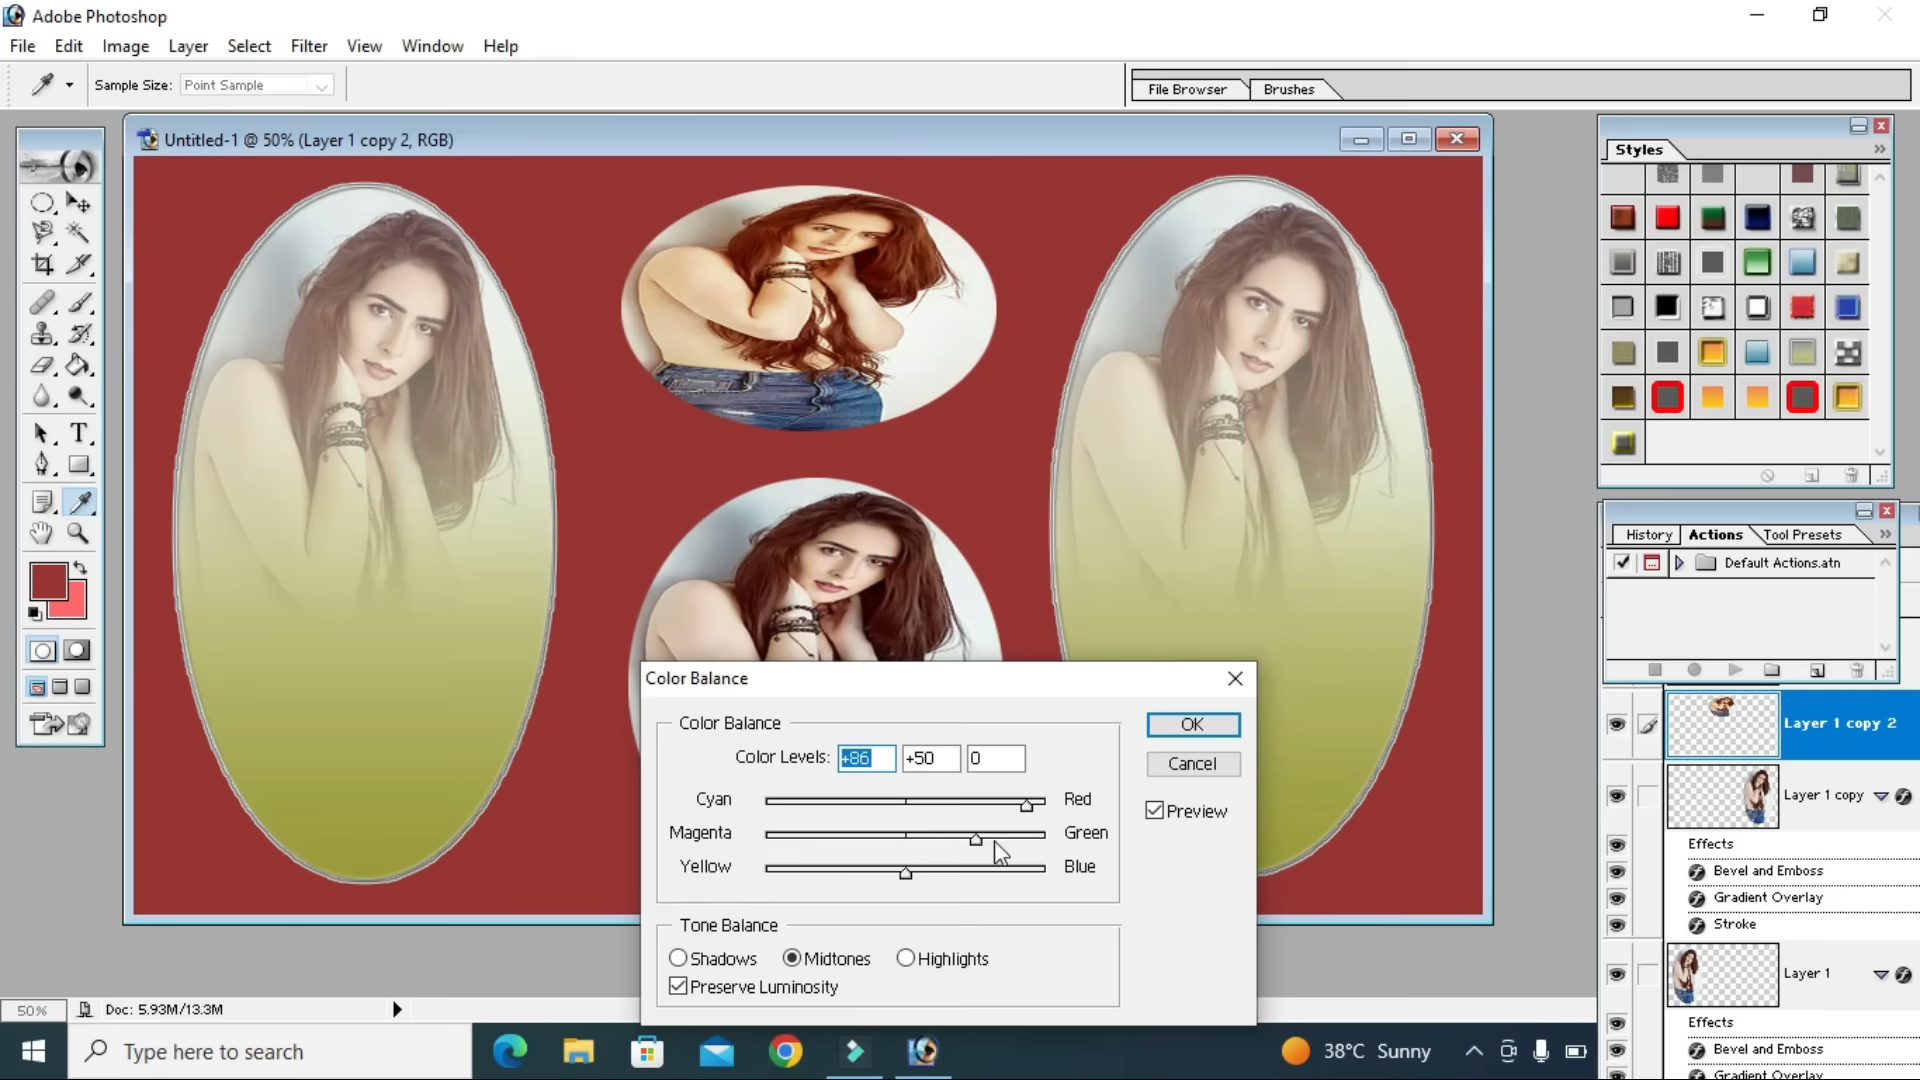 Adobe Photoshop
File Edit Image Layer Select Filter View Window Help
Sample Size: Point Sample
File Browser Brushes
Untitled-1 @ 50% (Layer 1 copy 2, RGB)
Styles
History Actions Tool Presets
Default Actions.atn
Layer 1 copy 2
Layer 1 copy
Effects
Bevel and Emboss
Gradient Overlay
Stroke
Layer 1
Effects
Bevel and Emboss
Gradient Overlay
Color Balance
Color Balance
Color Levels: +86 +50 0
Cyan Red
Magenta Green
Yellow Blue
OK
Cancel
Preview
Tone Balance
Shadows Midtones Highlights
Preserve Luminosity
50% Doc: 5.93M/13.3M
Type here to search
38°C Sunny